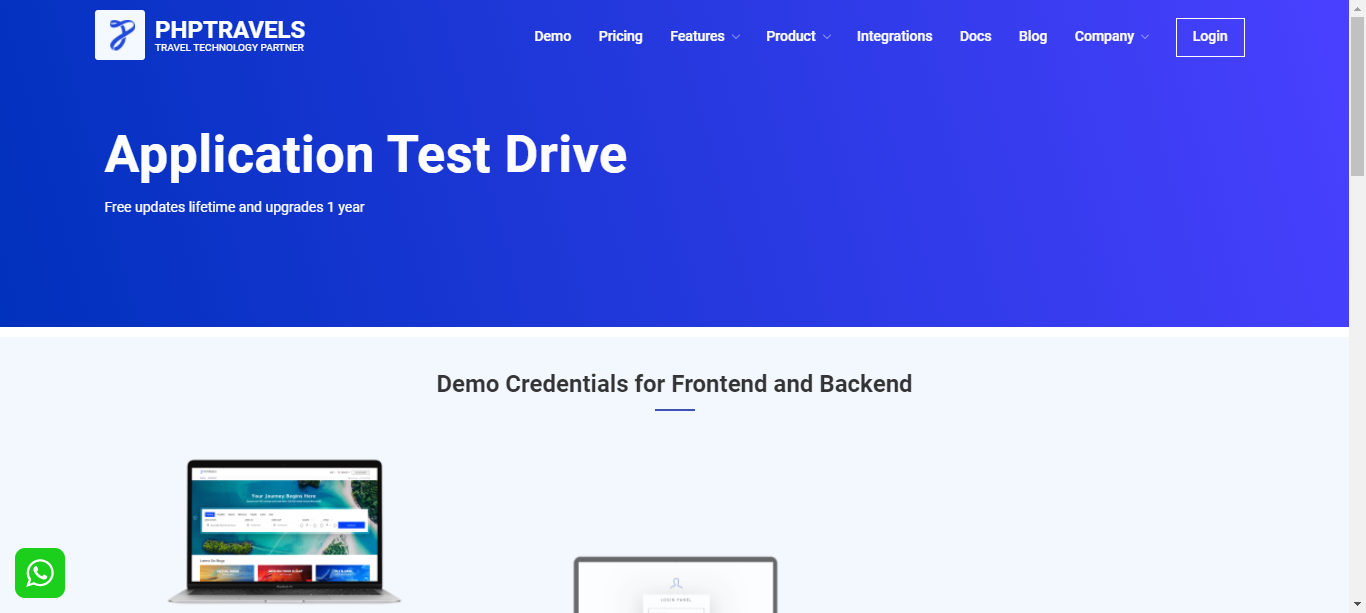 PHPTRAVELS
TRAVEL TECHNOLOGY PARTNER
Demo Pricing Features Product Integrations Docs Blog Company Login
Application Test Drive
Free updates lifetime and upgrades 1 year
Demo Credentials for Frontend and Backend
Your Journey Begins Here
LOGIN PANEL